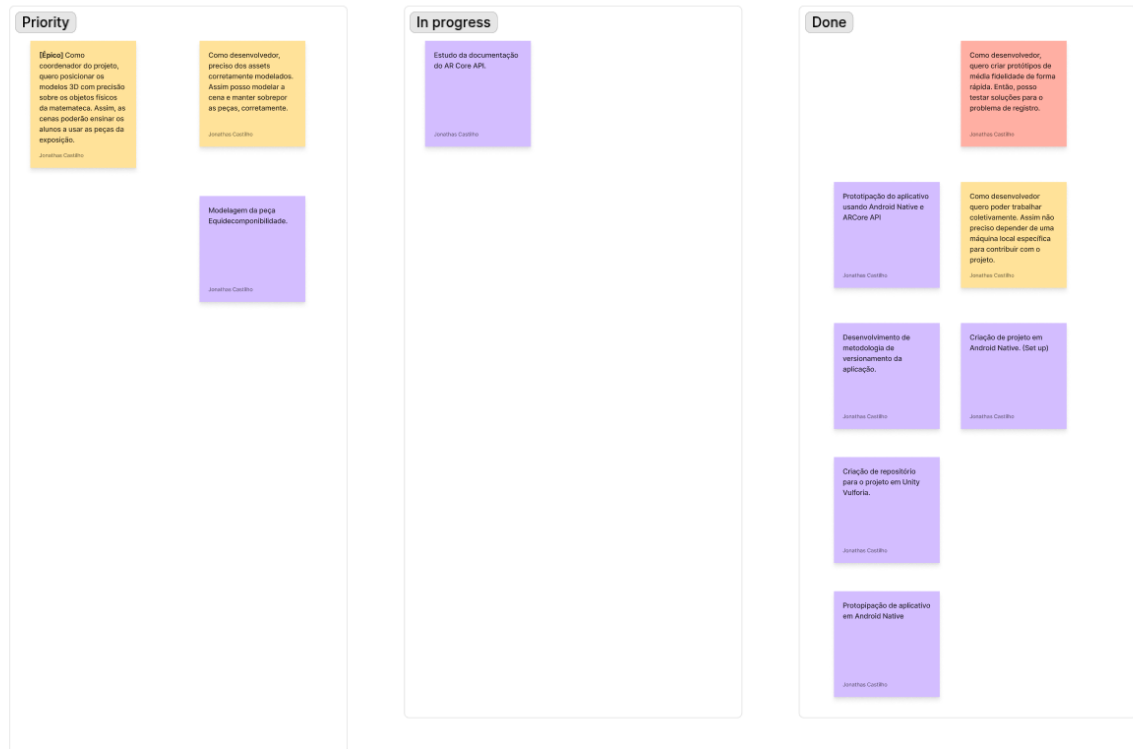 Priority
[Épico] Como
coordenador do projeto,
quero posicionar os
modelos 3D com precisão
sobre os objetos físicos
da matemateca. Assim, as
cenas poderão ensinar os
alunos a usar as peças da
exposição.
Jonathas Castilho
Como desenvolvedor,
preciso dos assets
corretamente modelados.
Assim posso modelar a
cena e manter sobrepor
as peças, corretamente.
Jonathas Castilho
Modelagem da peça
Equidecomponibilidade.
Jonathas Castilho
In progress
Estudo da documentação
do AR Core API.
Jonathas Castilho
Done
Como desenvolvedor,
quero criar protótipos de
média fidelidade de forma
rápida. Então, posso
testar soluções para o
problema de registro.
Jonathas Castilho
Prototipação do aplicativo
usando Android Native e
ARCore API
Jonathas Castilho
Como desenvolvedor
quero poder trabalhar
coletivamente. Assim não
preciso depender de uma
máquina local específica
para contribuir com o
projeto.
Jonathas Castilho
Desenvolvimento de
metodologia de
versionamento da
aplicação.
Jonathas Castilho
Criação de projeto em
Android Native. (Set up)
Jonathas Castilho
Criação de repositório
para o projeto em Unity
Vuiforia.
Jonathas Castilho
Protopipação de aplicativo
em Android Native
Jonathas Castilho